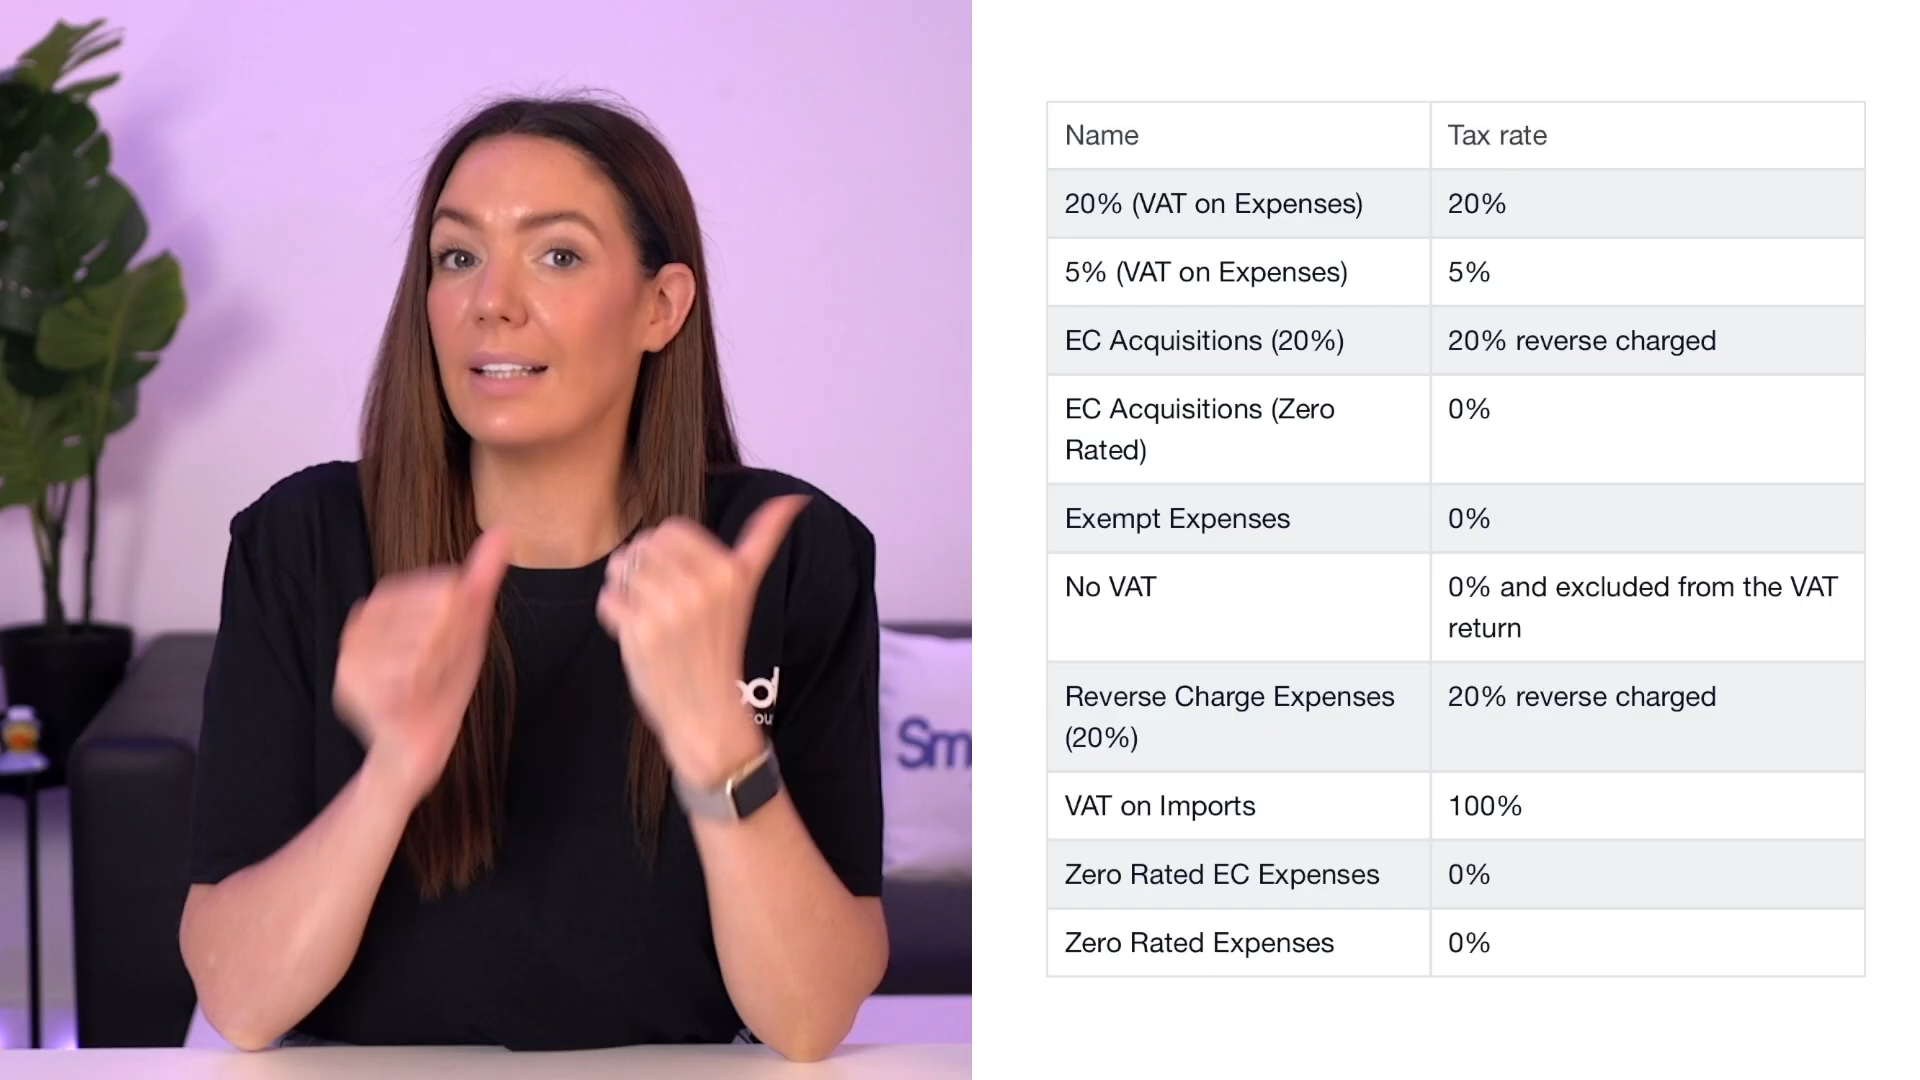 Name
Tax rate
20% (VAT on Expenses)
20%
5% (VAT on Expenses)
5%
EC Acquisitions (20%)
20% reverse charged
EC Acquisitions (Zero
Rated)
0%
Exempt Expenses
0%
No VAT
0% and excluded from the VAT
return
Reverse Charge Expenses
(20%)
20% reverse charged
VAT on Imports
100%
Zero Rated EC Expenses
0%
Zero Rated Expenses
0%